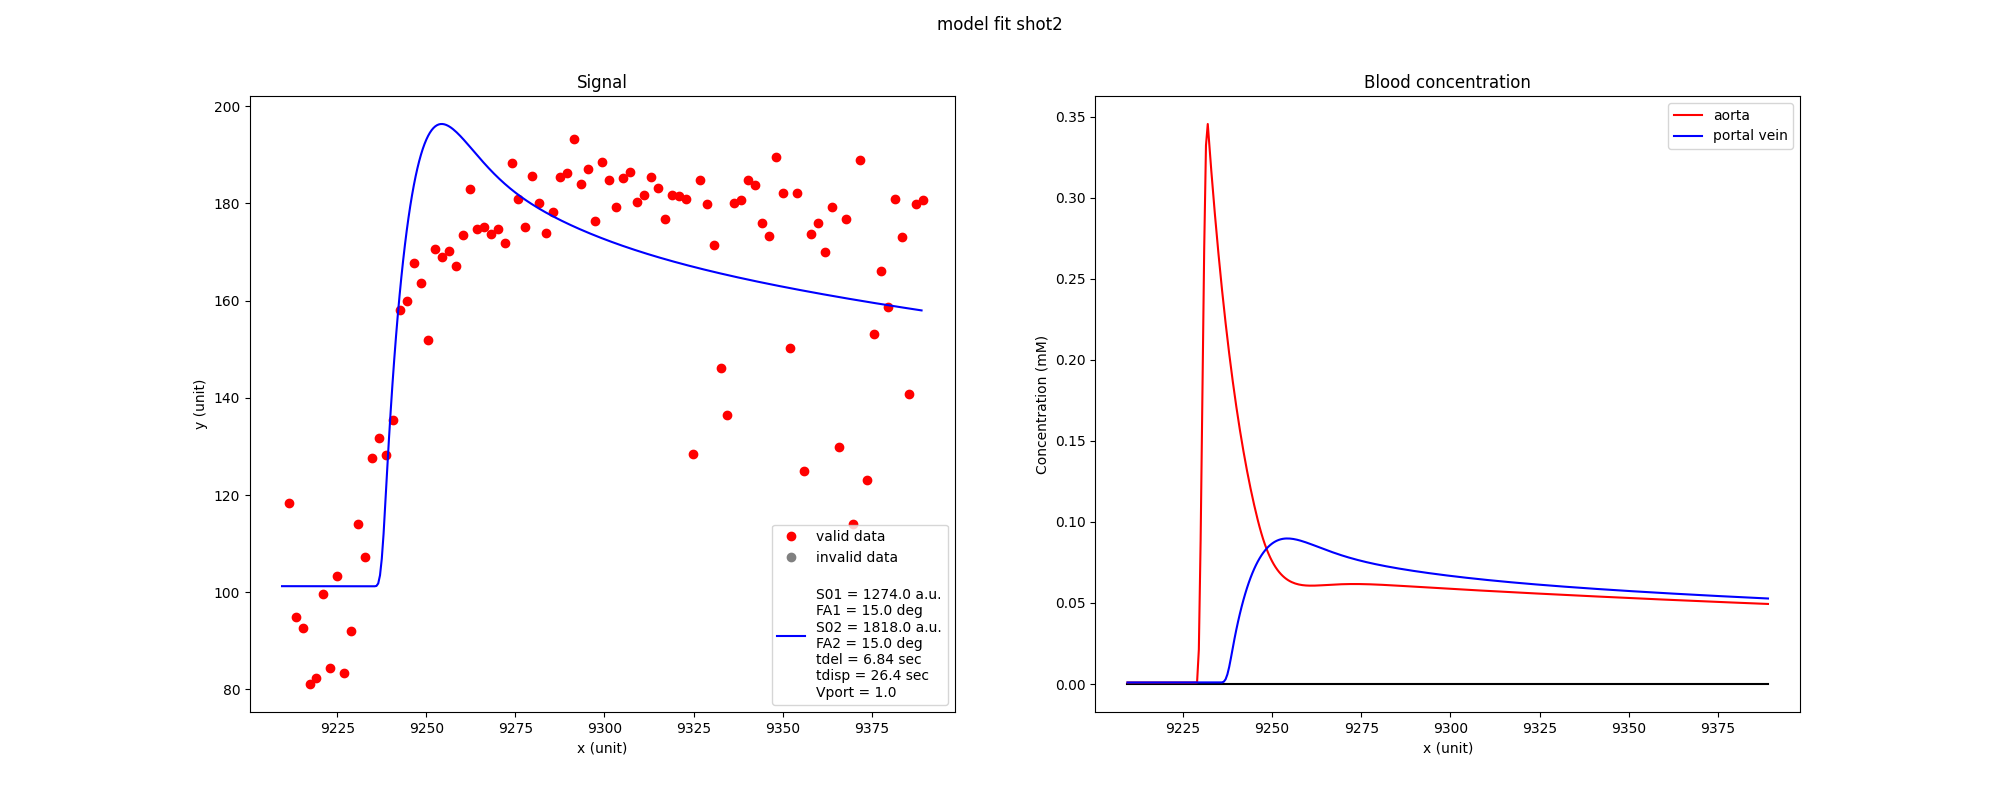 model fit shot2
Signal
200
180
160
140
120
100
80
y (unit)
9225 9250 9275 9300 9325 9350 9375
x (unit)
valid data
invalid data
S01 = 1274.0 a.u.
FA1 = 15.0 deg
S02 = 1818.0 a.u.
FA2 = 15.0 deg
tdel = 6.84 sec
tdisp = 26.4 sec
Vport = 1.0
Blood concentration
0.35
0.30
0.25
0.20
0.15
0.10
0.05
0.00
Concentration (mM)
9225 9250 9275 9300 9325 9350 9375
x (unit)
aorta
portal vein